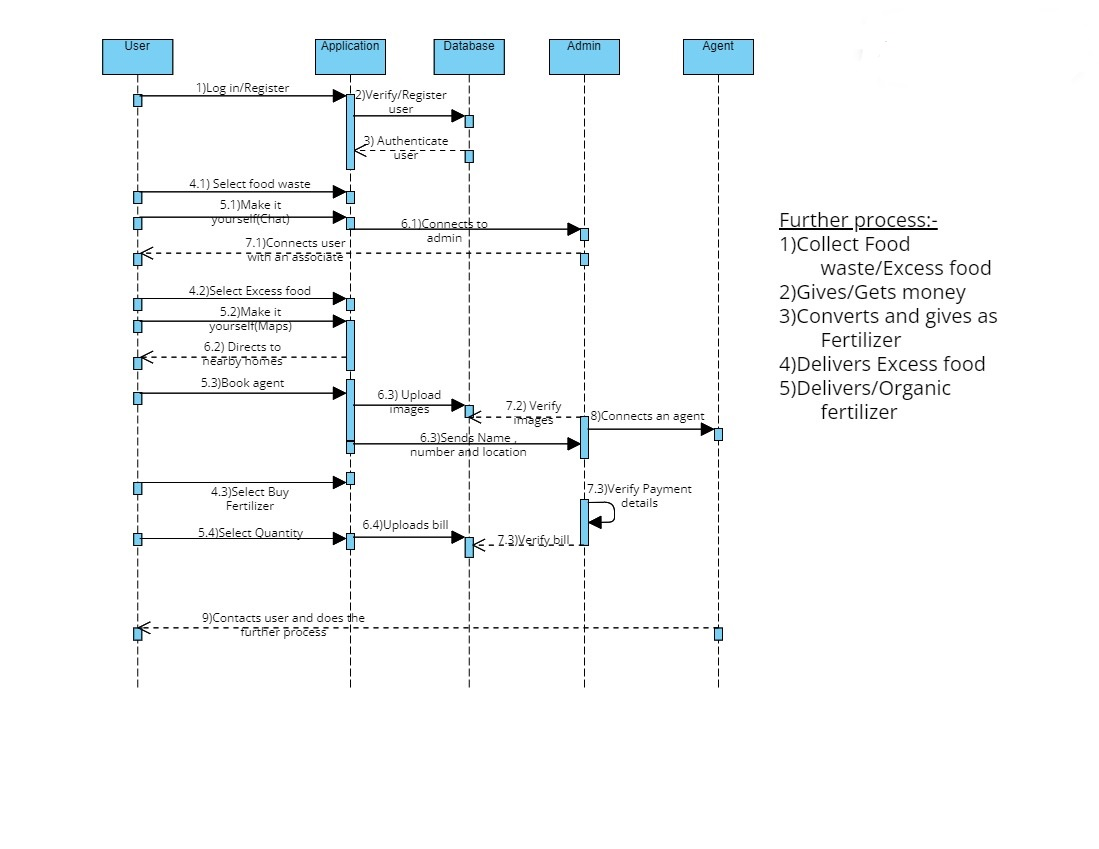 User
Application
Database
Admin
Agent
1)Log in/Register
2)Verify/Register
user
3) Authenticate
user
4.1) Select food waste
5.1)Make it
yourself(Chat)
6.1)Connects to
admin
7.1)Connects user
with an associate
4.2)Select Excess food
5.2)Make it
yourself(Maps)
6.2) Directs to
nearby homes
5.3)Book agent
6.3) Upload
images
7.2) Verify
images
8)Connects an agent
6.3)Sends Name ,
number and location
4.3)Select Buy
Fertilizer
7.3)Verify Payment
details
5.4)Select Quantity
6.4)Uploads bill
7.3)Verify bill
9)Contacts user and does the
further process
Further process:-
1)Collect Food
waste/Excess food
2)Gives/Gets money
3)Converts and gives as
Fertilizer
4)Delivers Excess food
5)Delivers/Organic
fertilizer